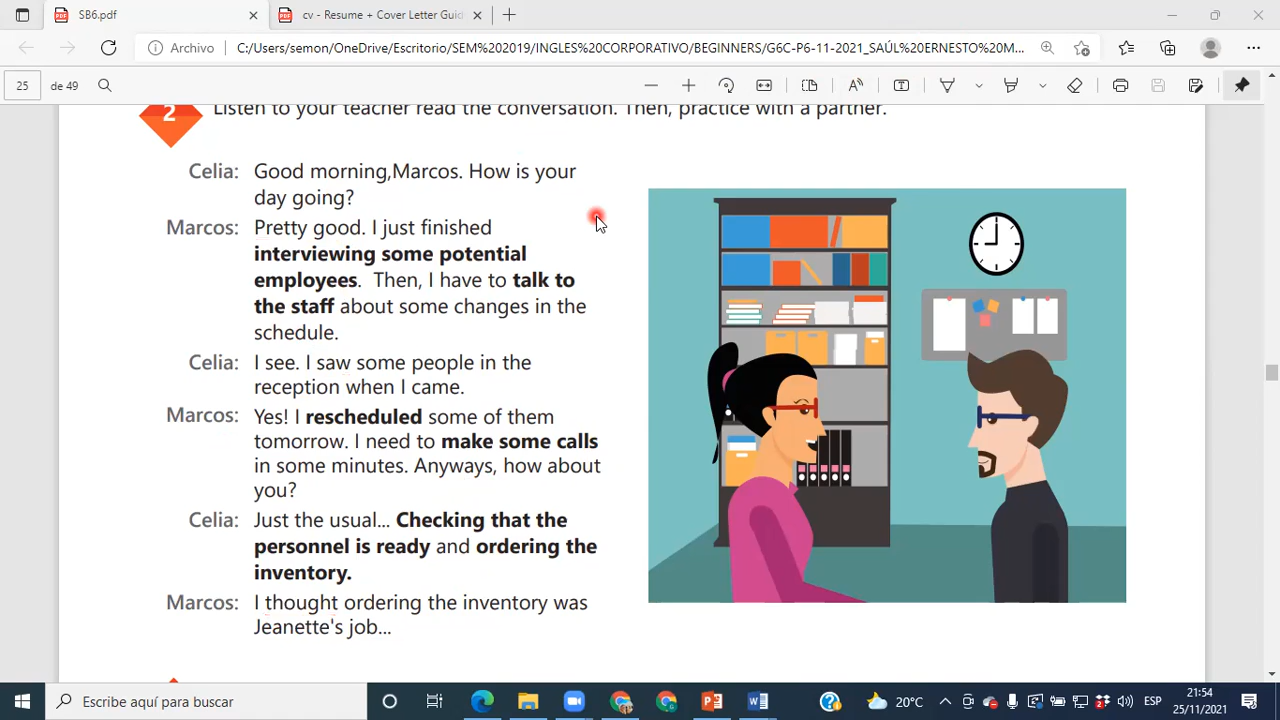 SB6.pdf
cv - Resume + Cover Letter Guid
Archivo
C:/Users/semon/OneDrive/Escritorio/SEM%202019/INGLES%20CORPORATIVO/BEGINNERS/G6C-P6-11-2021_SAÚL%20ERNESTO%20M...
25 de 49
2 Listen to your teacher read the conversation. Then, practice with a partner.
Celia: Good morning,Marcos. How is your
day going?
Marcos: Pretty good. I just finished
interviewing some potential
employees. Then, I have to talk to
the staff about some changes in the
schedule.
Celia: I see. I saw some people in the
reception when I came.
Marcos: Yes! I rescheduled some of them
tomorrow. I need to make some calls
in some minutes. Anyways, how about
you?
Celia: Just the usual... Checking that the
personnel is ready and ordering the
inventory.
Marcos: I thought ordering the inventory was
Jeanette's job...
Escribe aquí para buscar
20°C
ESP
21:54
25/11/2021